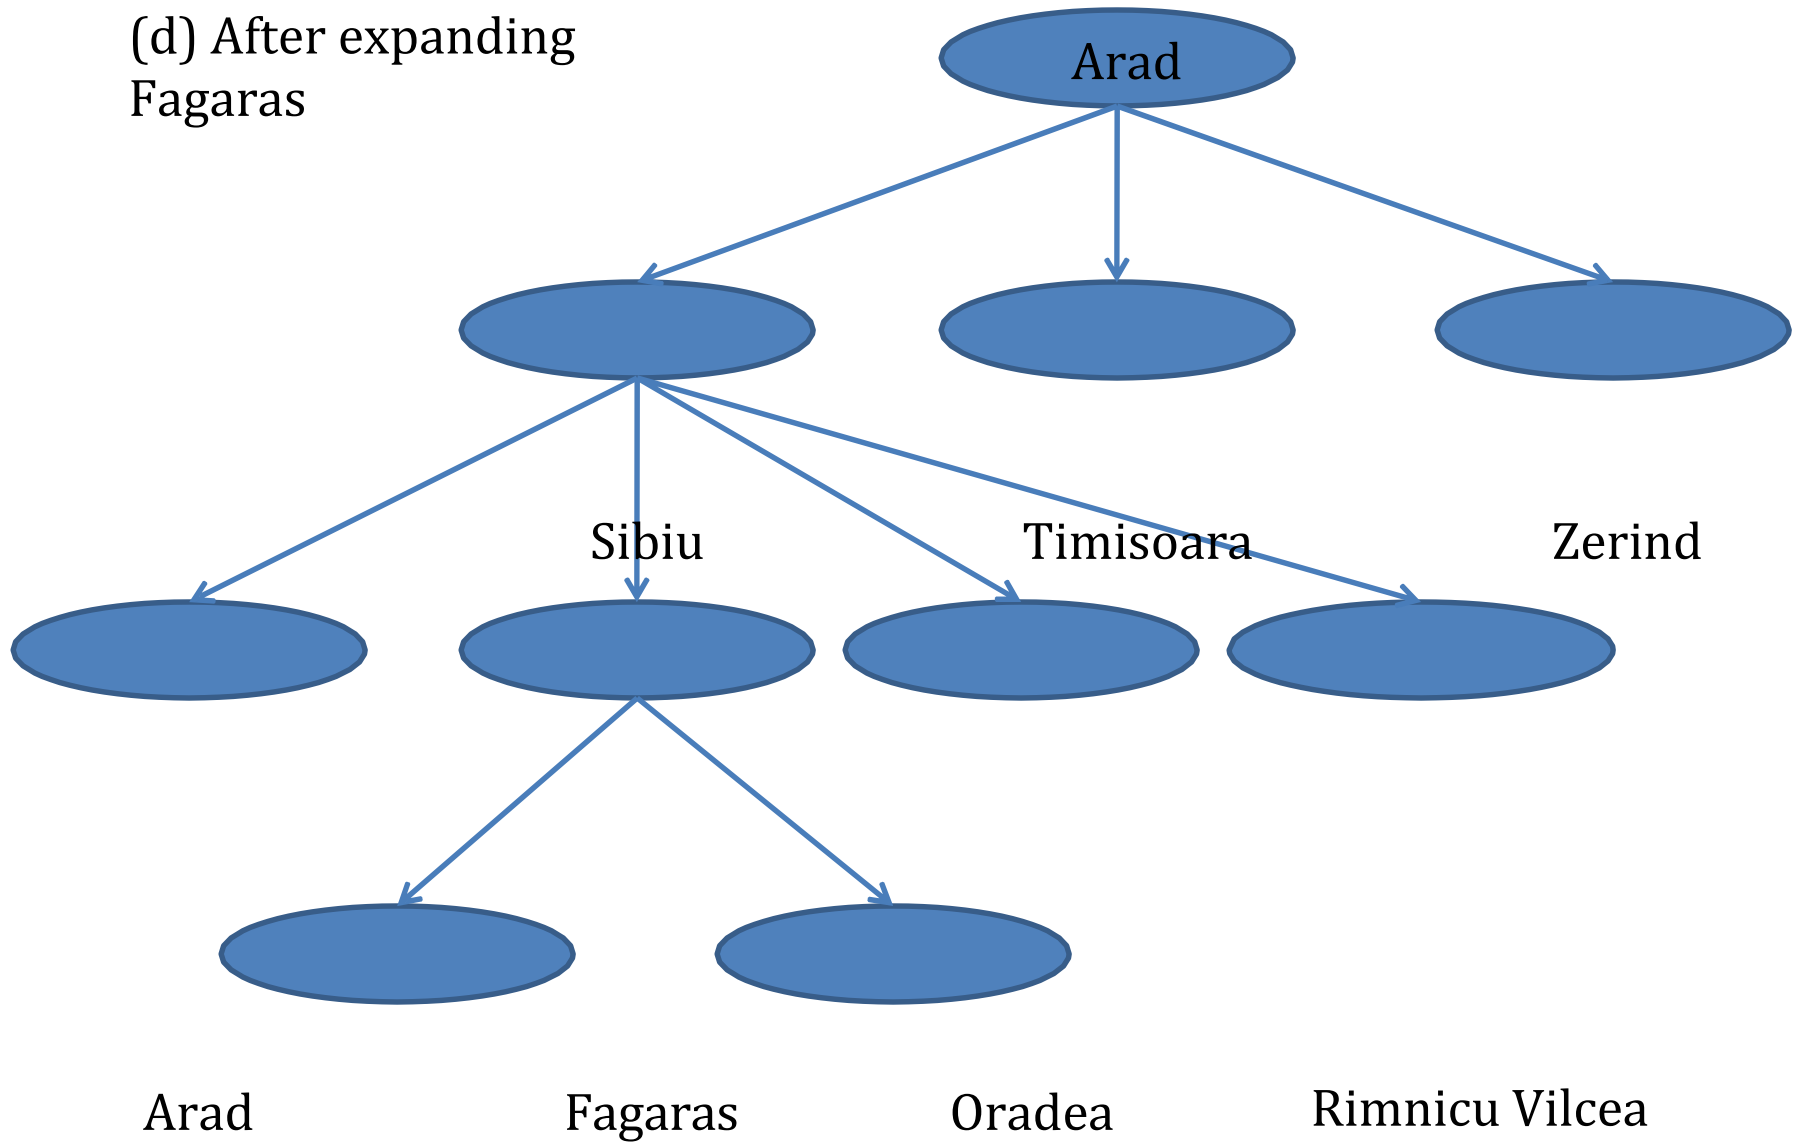 (d) After expanding
Fagaras
Arad
Sibiu
Timisoara
Zerind
Arad
Fagaras
Oradea
Rimnicu Vilcea